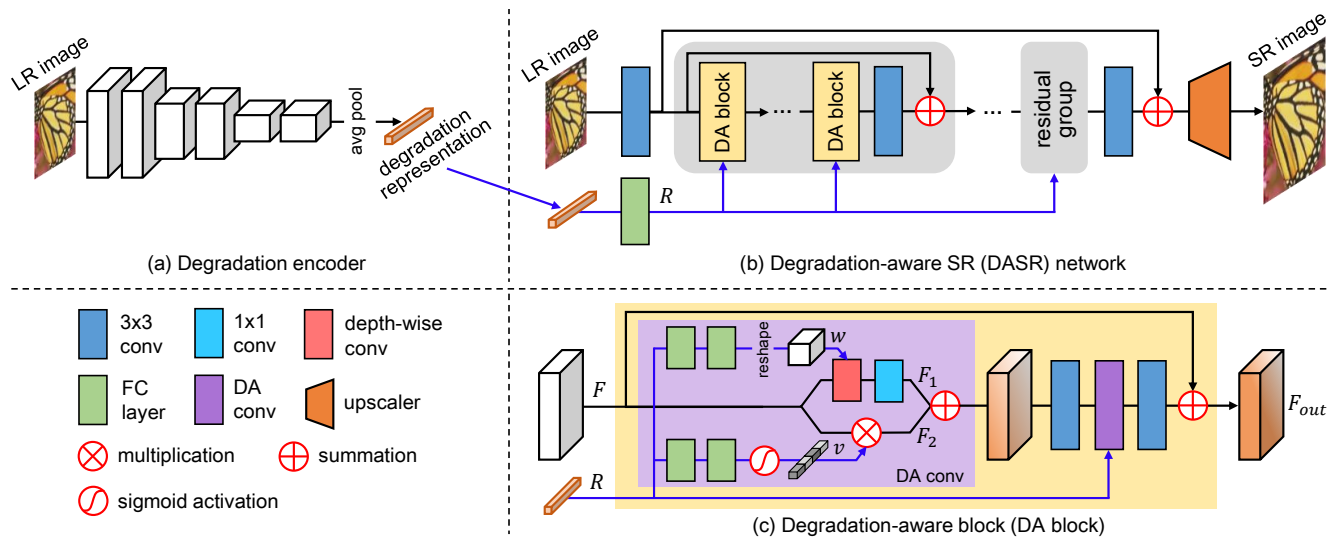 LR image
avg pool
degradation
representation
(a) Degradation encoder
LR image
DA block
...
DA block
...
residual
group
SR image
R
(b) Degradation-aware SR (DASR) network
3x3
conv
1x1
conv
depth-wise
conv
FC
layer
DA
conv
upscaler
multiplication
summation
sigmoid activation
F
reshape
w
F1
F2
v
DA conv
R
Fout
(c) Degradation-aware block (DA block)